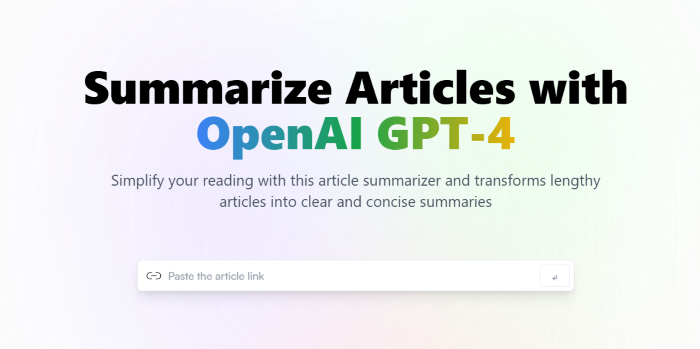 Summarize Articles with
OpenAI GPT-4
Simplify your reading with this article summarizer and transforms lengthy
articles into clear and concise summaries
Paste the article link